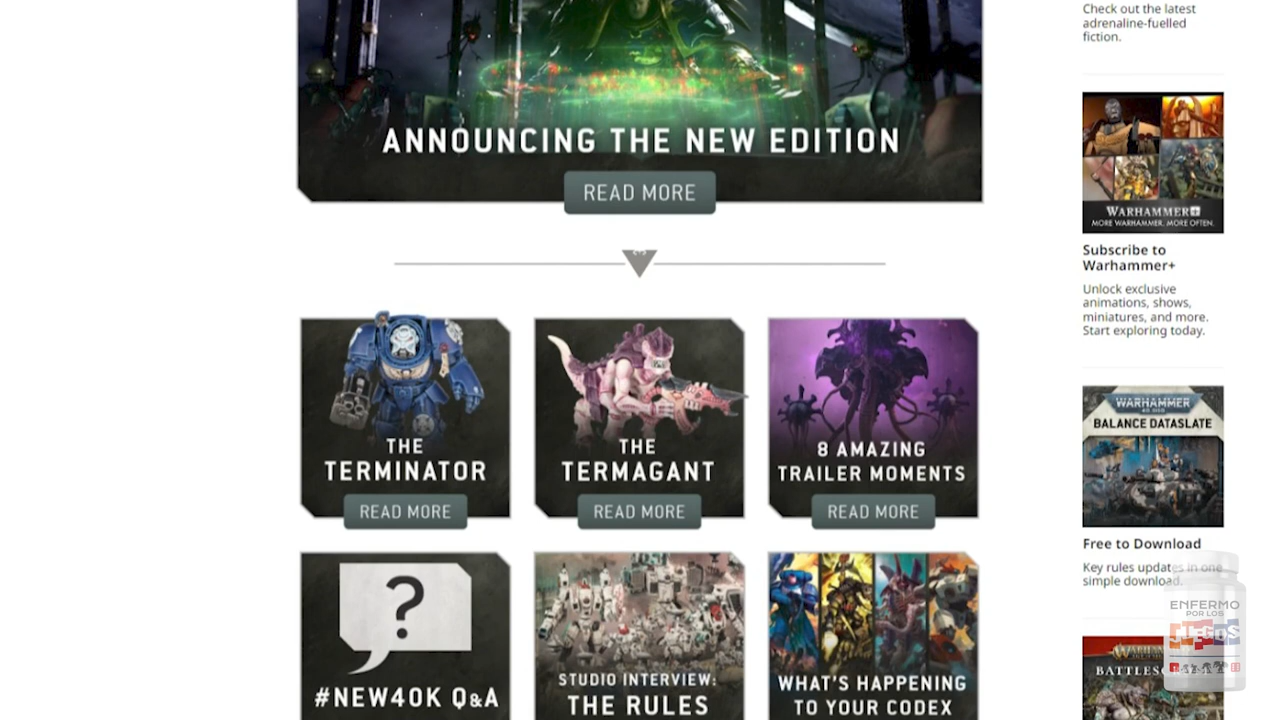 ANNOUNCING THE NEW EDITION
READ MORE
THE
TERMINATOR
READ MORE
THE
TERMAGANT
READ MORE
8 AMAZING
TRAILER MOMENTS
READ MORE
?
#NEW40K Q&A
STUDIO INTERVIEW:
THE RULES
WHAT'S HAPPENING
TO YOUR CODEX
Check out the latest
adrenaline-fuelled
fiction.
WARHAMMER+
MORE WARHAMMER. MORE OFTEN.
Subscribe to
Warhammer+
Unlock exclusive
animations, shows,
miniatures, and more.
Start exploring today.
WARHAMMER
BALANCE DATASLATE
Free to Download
Key rules updates in one
simple download.
ENFERMO
POR LOS
JUEGOS